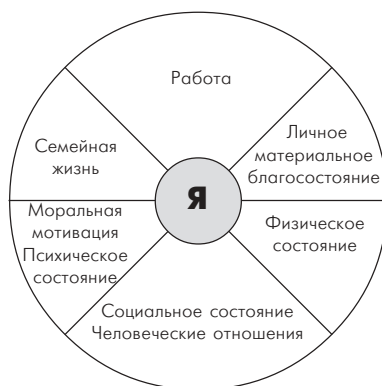 Работа
Личное
материальное
благосостояние
Семейная
жизнь
Я
Моральная
мотивация
Психическое
состояние
Физическое
состояние
Социальное состояние
Человеческие отношения